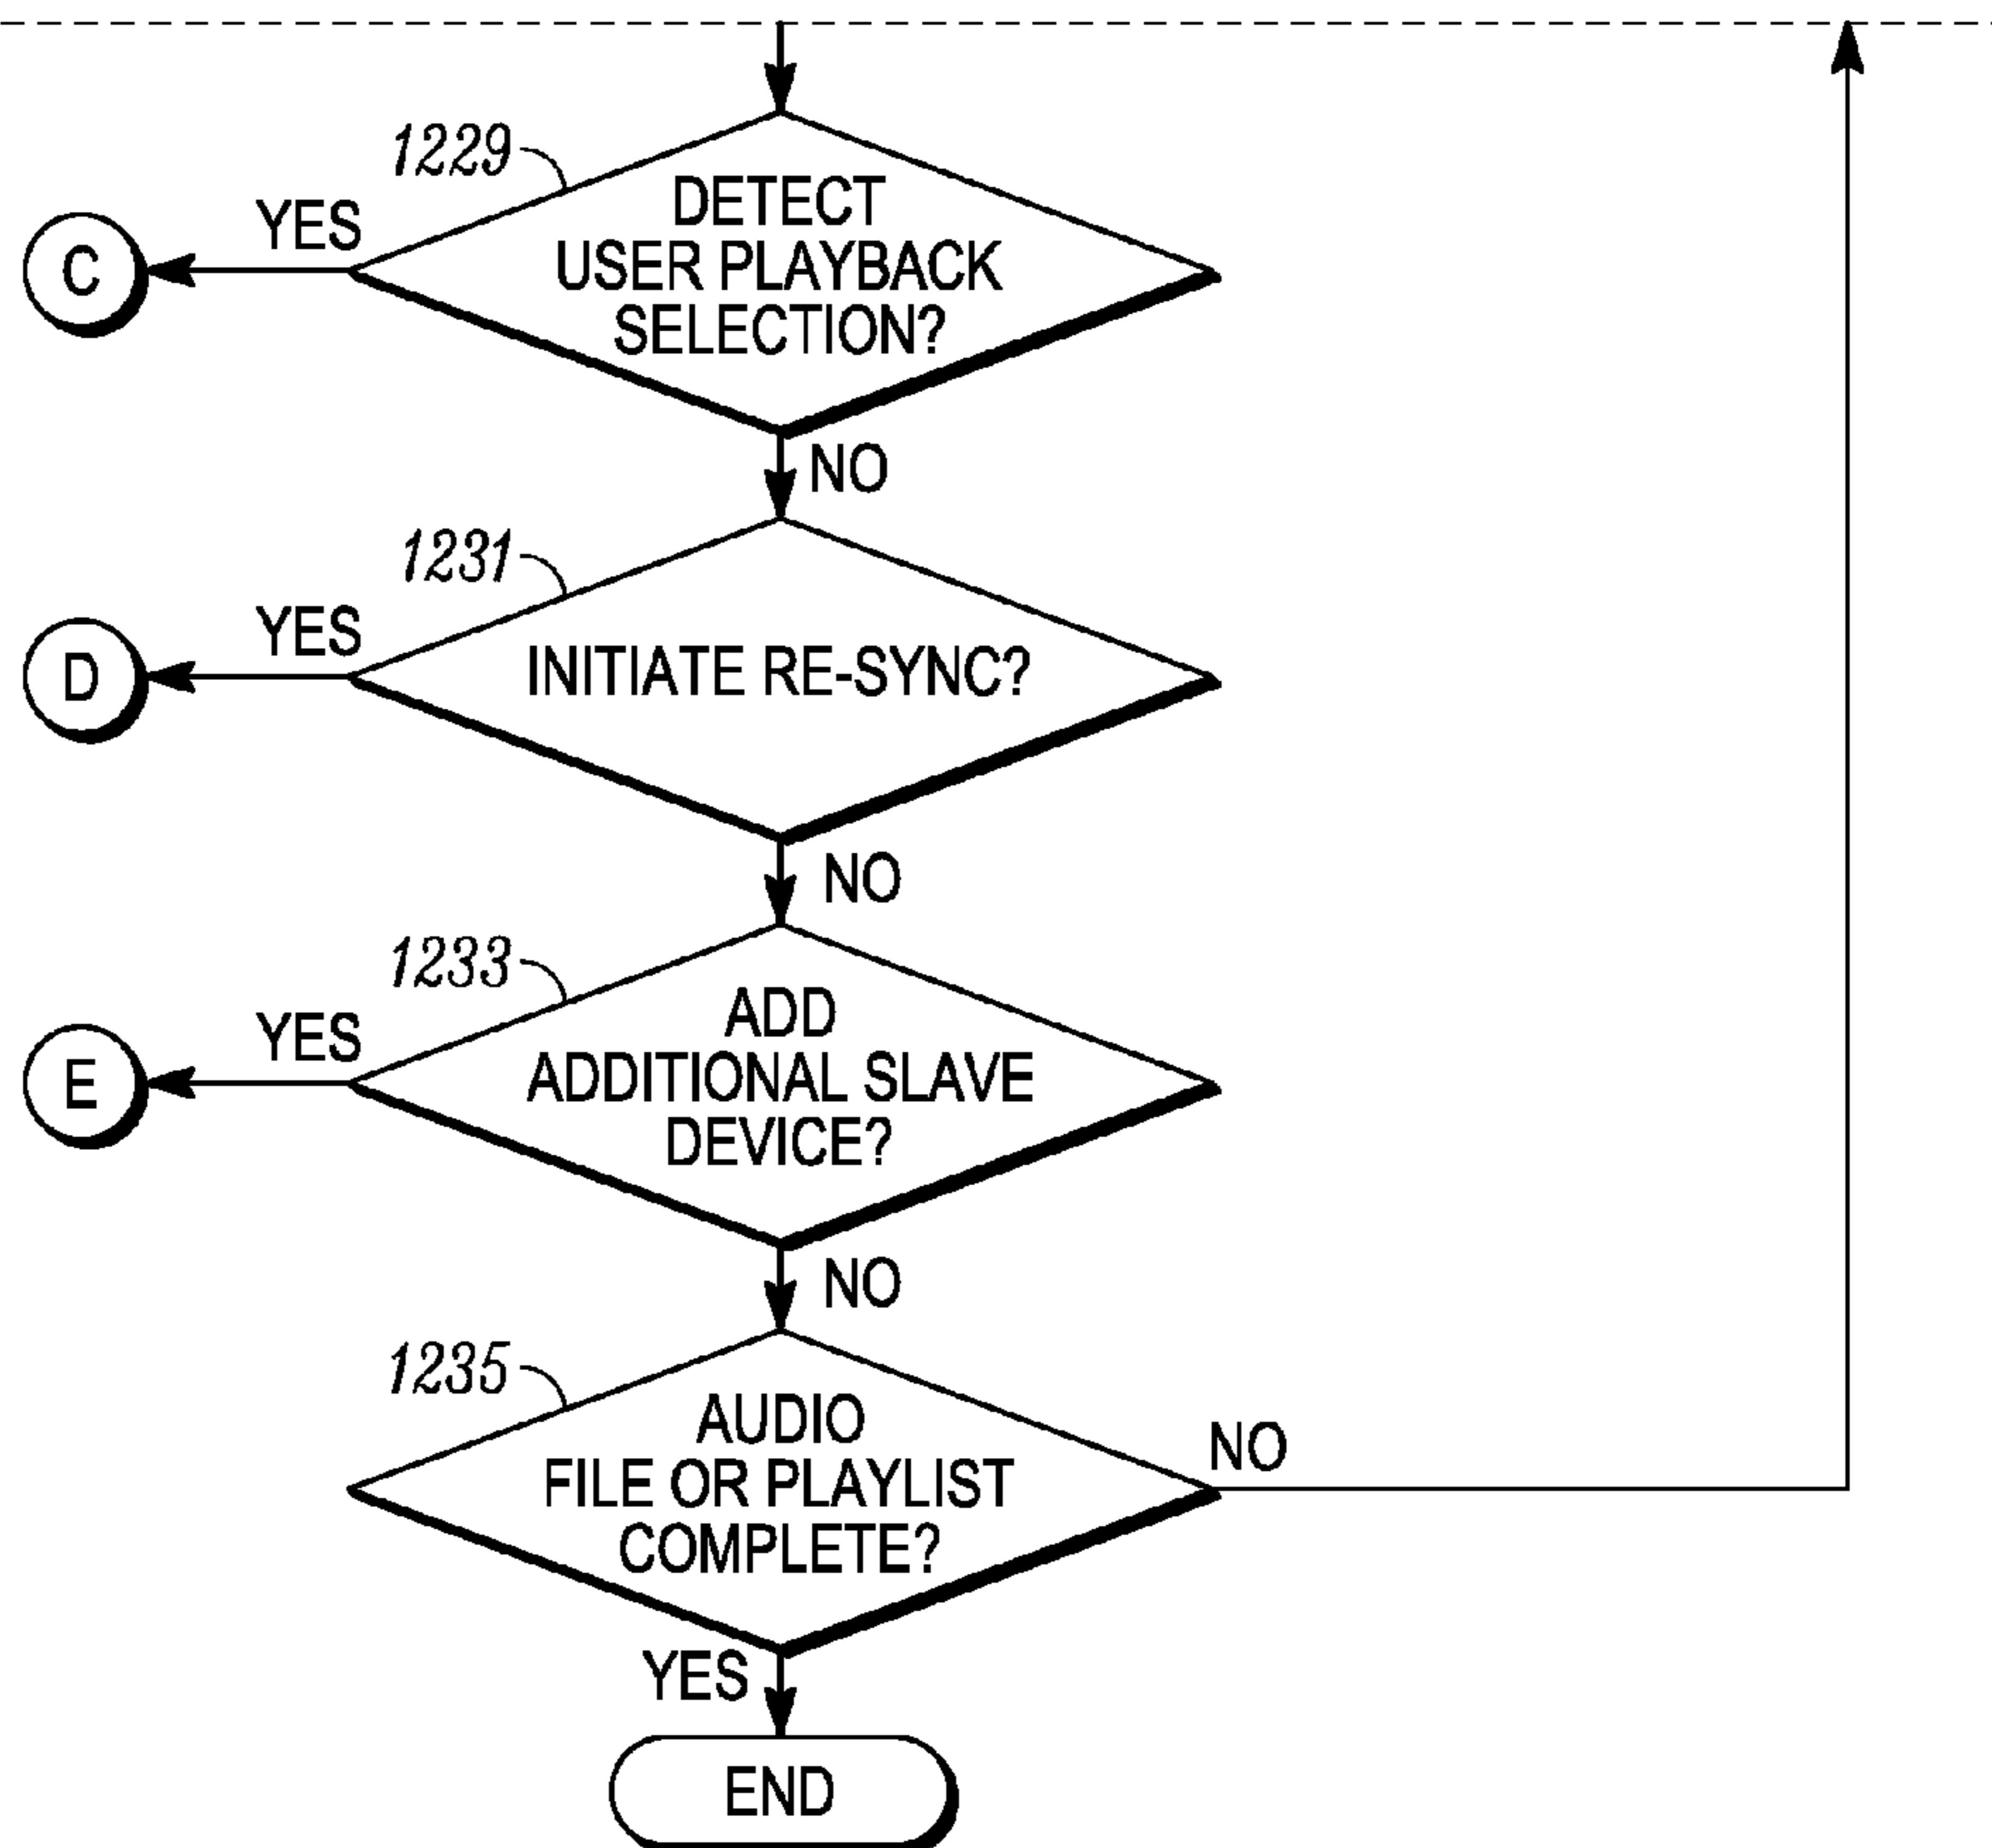 1229
DETECT
USER PLAYBACK
SELECTION?
YES
C
NO
1231
INITIATE RE-SYNC?
YES
D
NO
1233
ADD
ADDITIONAL SLAVE
DEVICE?
YES
E
NO
1235
AUDIO
FILE OR PLAYLIST
COMPLETE?
NO
YES
END